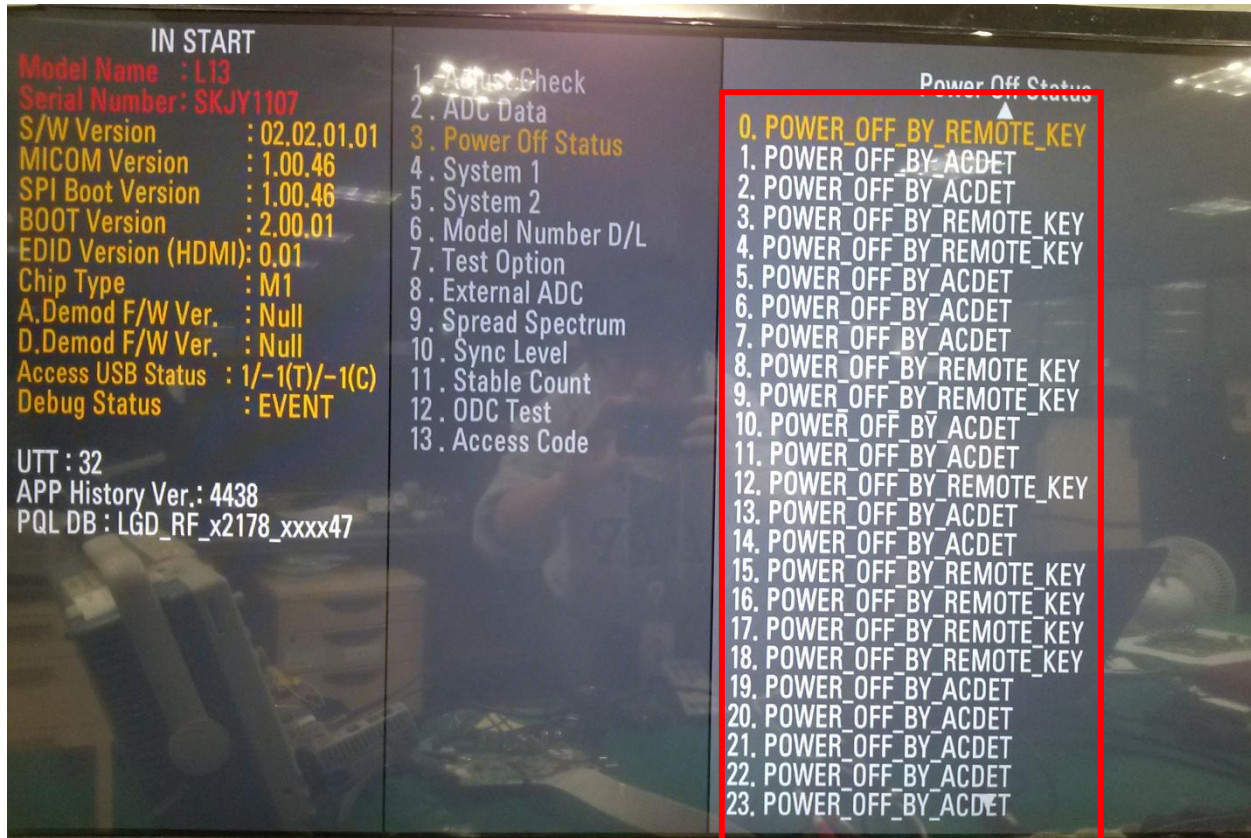 IN START
Model Name : L13
Serial Number: SKJY1107
S/W Version : 02.02.01.01
MICOM Version : 1.00.46
SPI Boot Version : 1.00.46
BOOT Version : 2.00.01
EDID Version (HDMI): 0.01
Chip Type : M1
A.Demod F/W Ver. : Null
D.Demod F/W Ver. : Null
Access USB Status : 1/-1(T)/-1(C)
Debug Status : EVENT
UTT : 32
APP History Ver.: 4438
PQL DB : LGD_RF_x2178_xxxx47
1 . Adjust Check
2 . ADC Data
3 . Power Off Status
4 . System 1
5 . System 2
6 . Model Number D/L
7 . Test Option
8 . External ADC
9 . Spread Spectrum
10 . Sync Level
11 . Stable Count
12 . ODC Test
13 . Access Code
Power Off Status
0. POWER_OFF_BY_REMOTE_KEY
1. POWER_OFF_BY_ACDET
2. POWER_OFF_BY_ACDET
3. POWER_OFF_BY_REMOTE_KEY
4. POWER_OFF_BY_REMOTE_KEY
5. POWER_OFF_BY_ACDET
6. POWER_OFF_BY_ACDET
7. POWER_OFF_BY_ACDET
8. POWER_OFF_BY_REMOTE_KEY
9. POWER_OFF_BY_REMOTE_KEY
10. POWER_OFF_BY_ACDET
11. POWER_OFF_BY_ACDET
12. POWER_OFF_BY_REMOTE_KEY
13. POWER_OFF_BY_ACDET
14. POWER_OFF_BY_ACDET
15. POWER_OFF_BY_REMOTE_KEY
16. POWER_OFF_BY_REMOTE_KEY
17. POWER_OFF_BY_REMOTE_KEY
18. POWER_OFF_BY_REMOTE_KEY
19. POWER_OFF_BY_ACDET
20. POWER_OFF_BY_ACDET
21. POWER_OFF_BY_ACDET
22. POWER_OFF_BY_ACDET
23. POWER_OFF_BY_ACDET